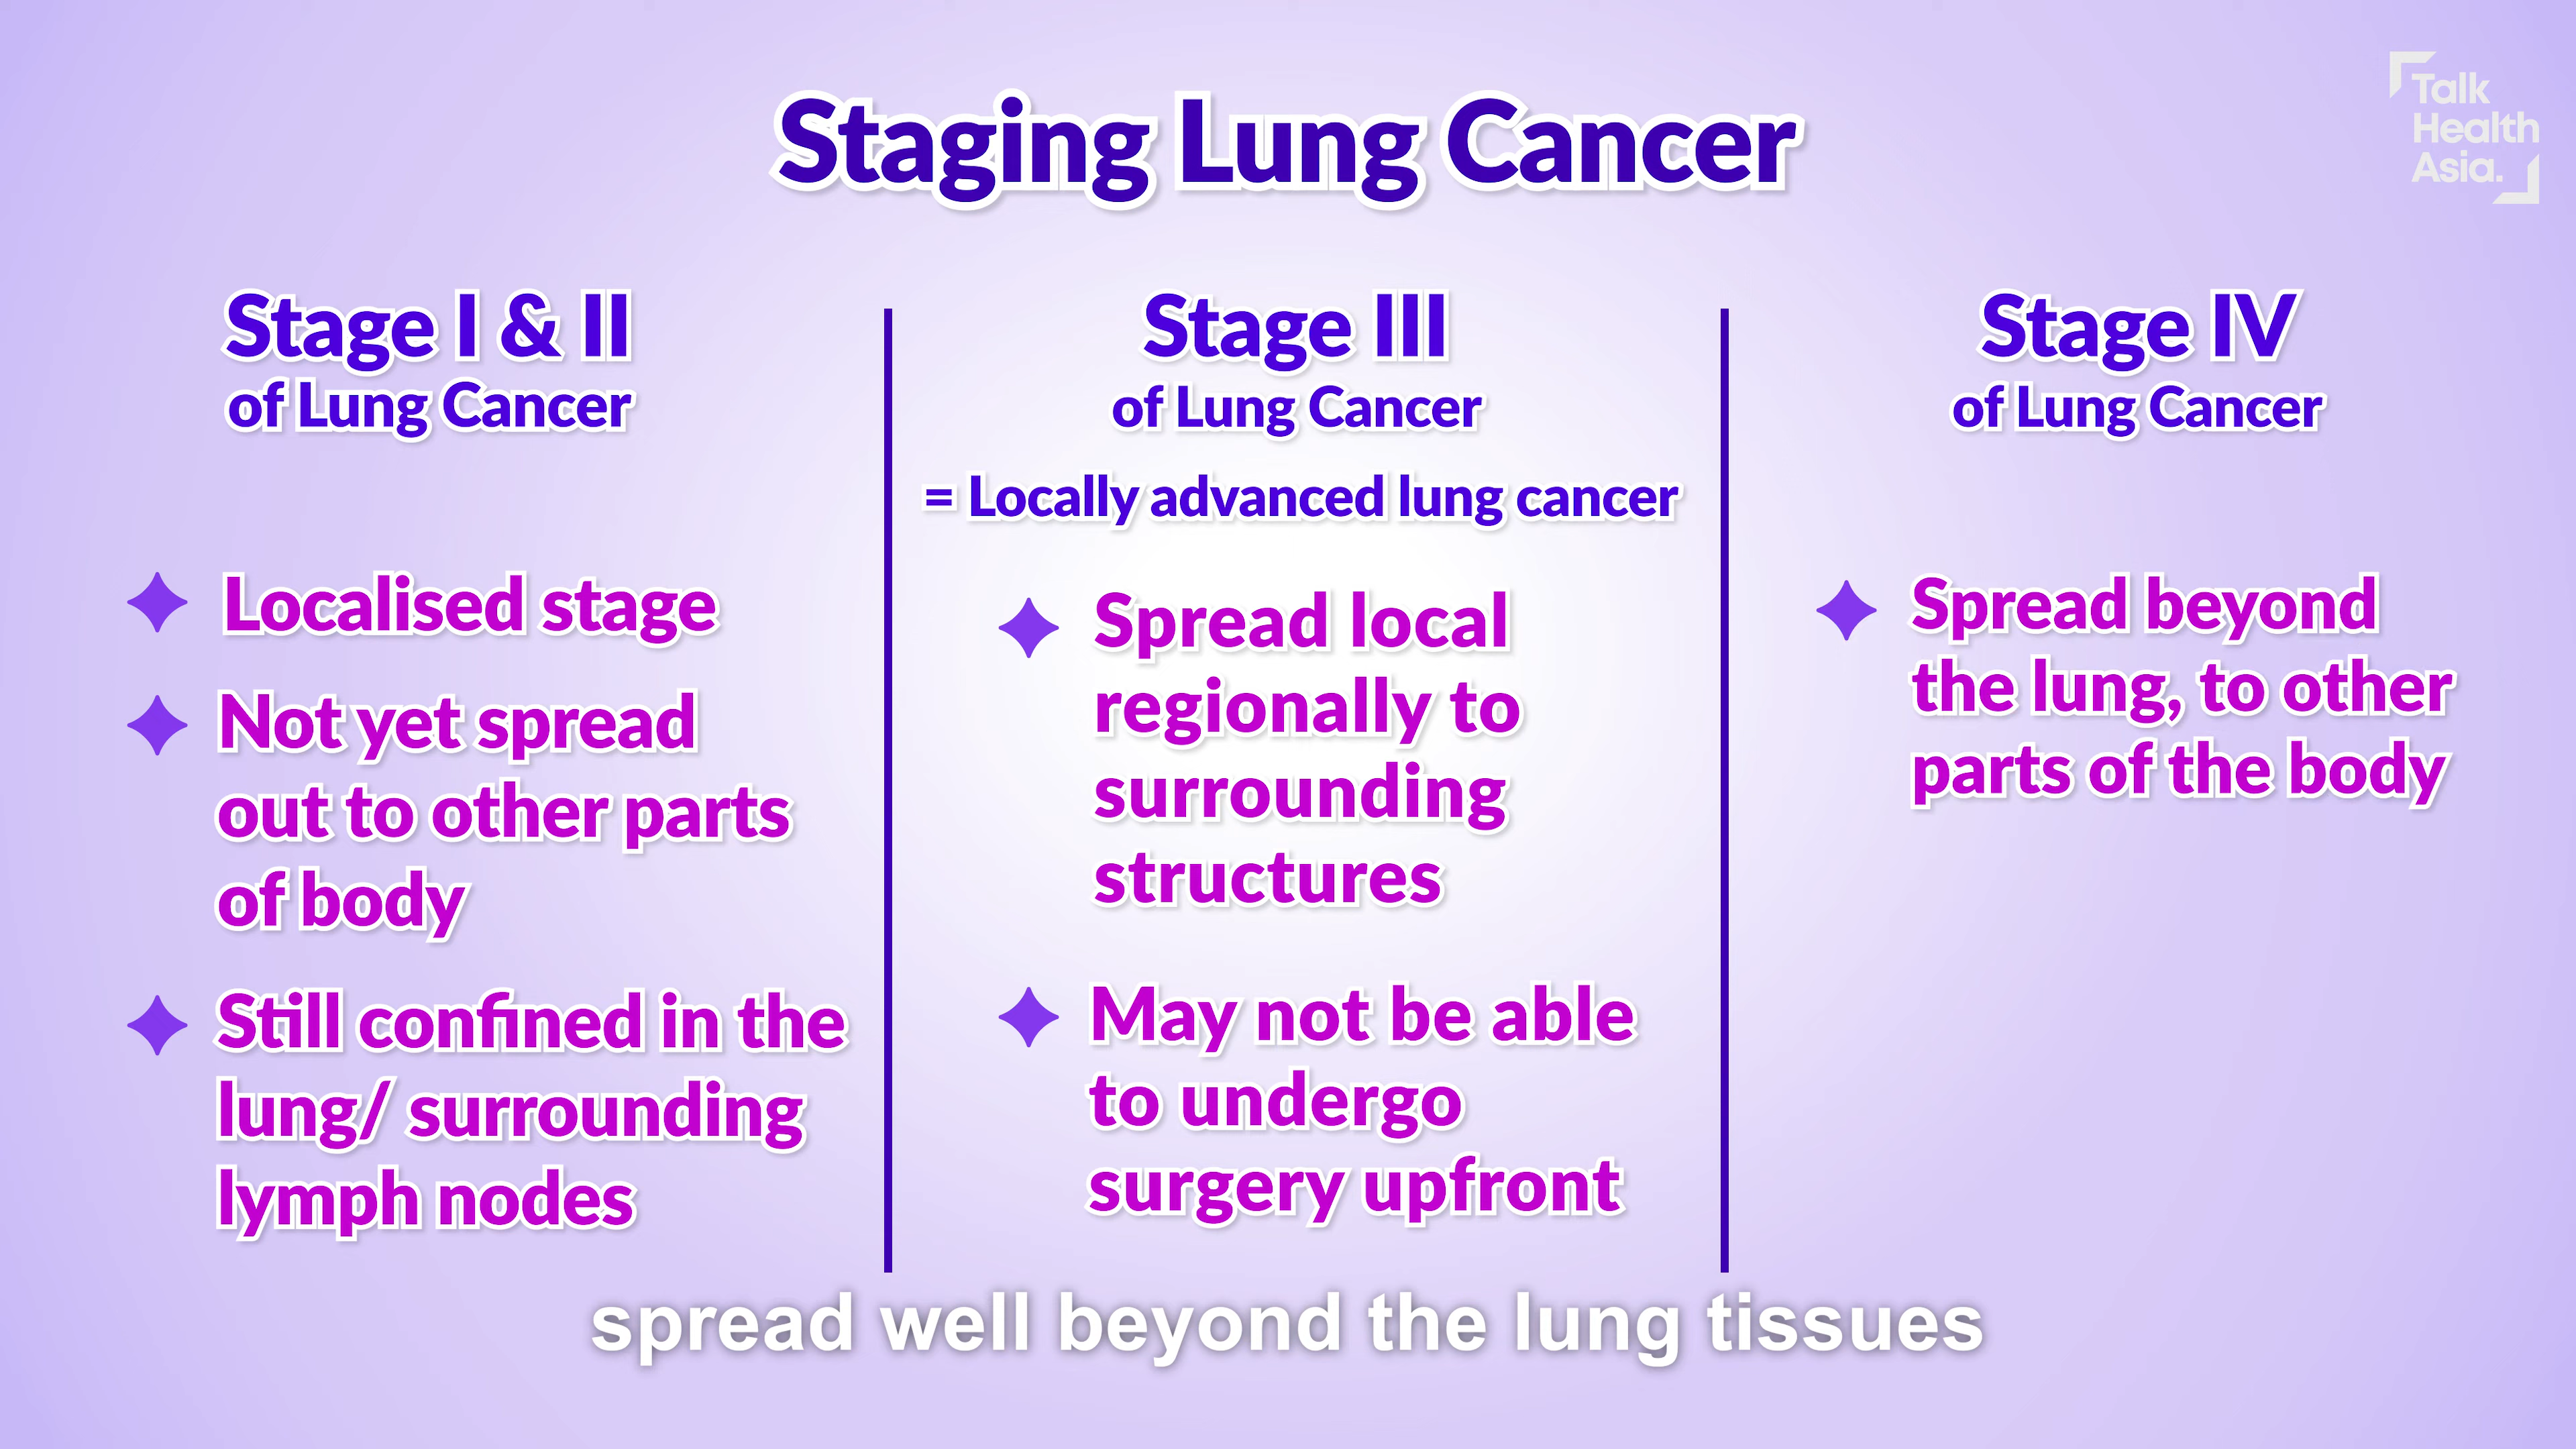 Staging Lung Cancer
Talk
Health
Asia.
Stage I & II
of Lung Cancer
Localised stage
Not yet spread
out to other parts
of body
Still confined in the
lung/ surrounding
lymph nodes
Stage III
of Lung Cancer
= Locally advanced lung cancer
Spread local
regionally to
surrounding
structures
May not be able
to undergo
surgery upfront
Stage IV
of Lung Cancer
Spread beyond
the lung, to other
parts of the body
spread well beyond the lung tissues